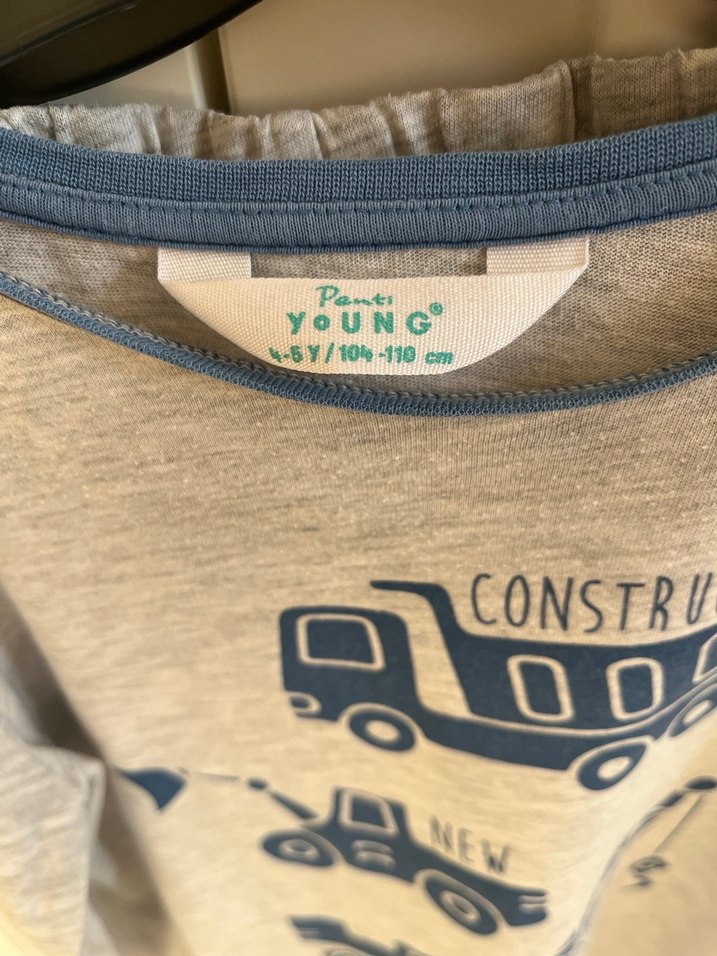 Penti
YoUNG®
4-5 Y / 104 -110 cm
CONSTRU
NEW